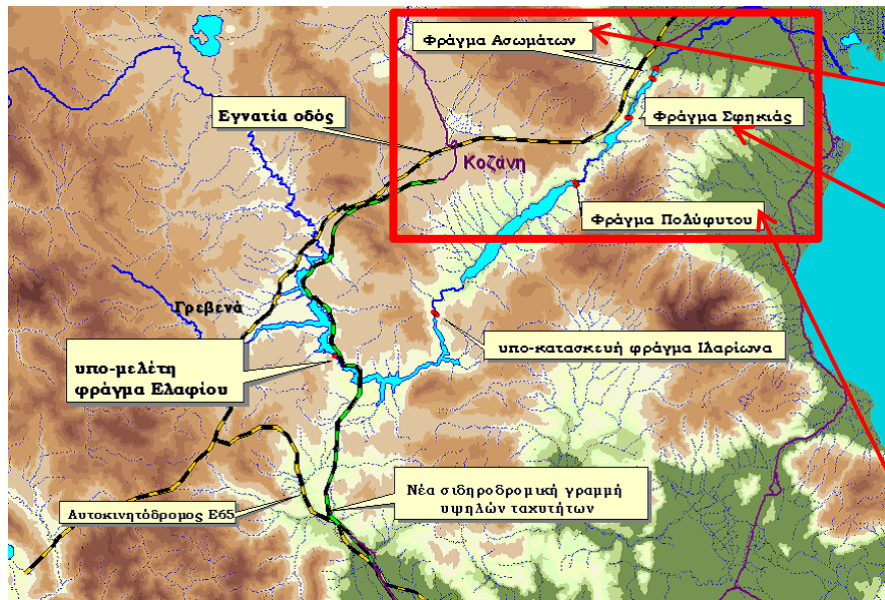 Φράγμα Ασωμάτων
Εγνατία οδός
Φράγμα Σφηκιάς
Κοζάνη
Φράγμα Πολύφυτου
Γρεβενά
υπο-κατασκευή φράγμα Ιλαρίωνα
υπο-μελέτη
φράγμα Ελαφίου
Νέα σιδηροδρομική γραμμή
υψηλών ταχυτήτων
Αυτοκινητόδρομος Ε65